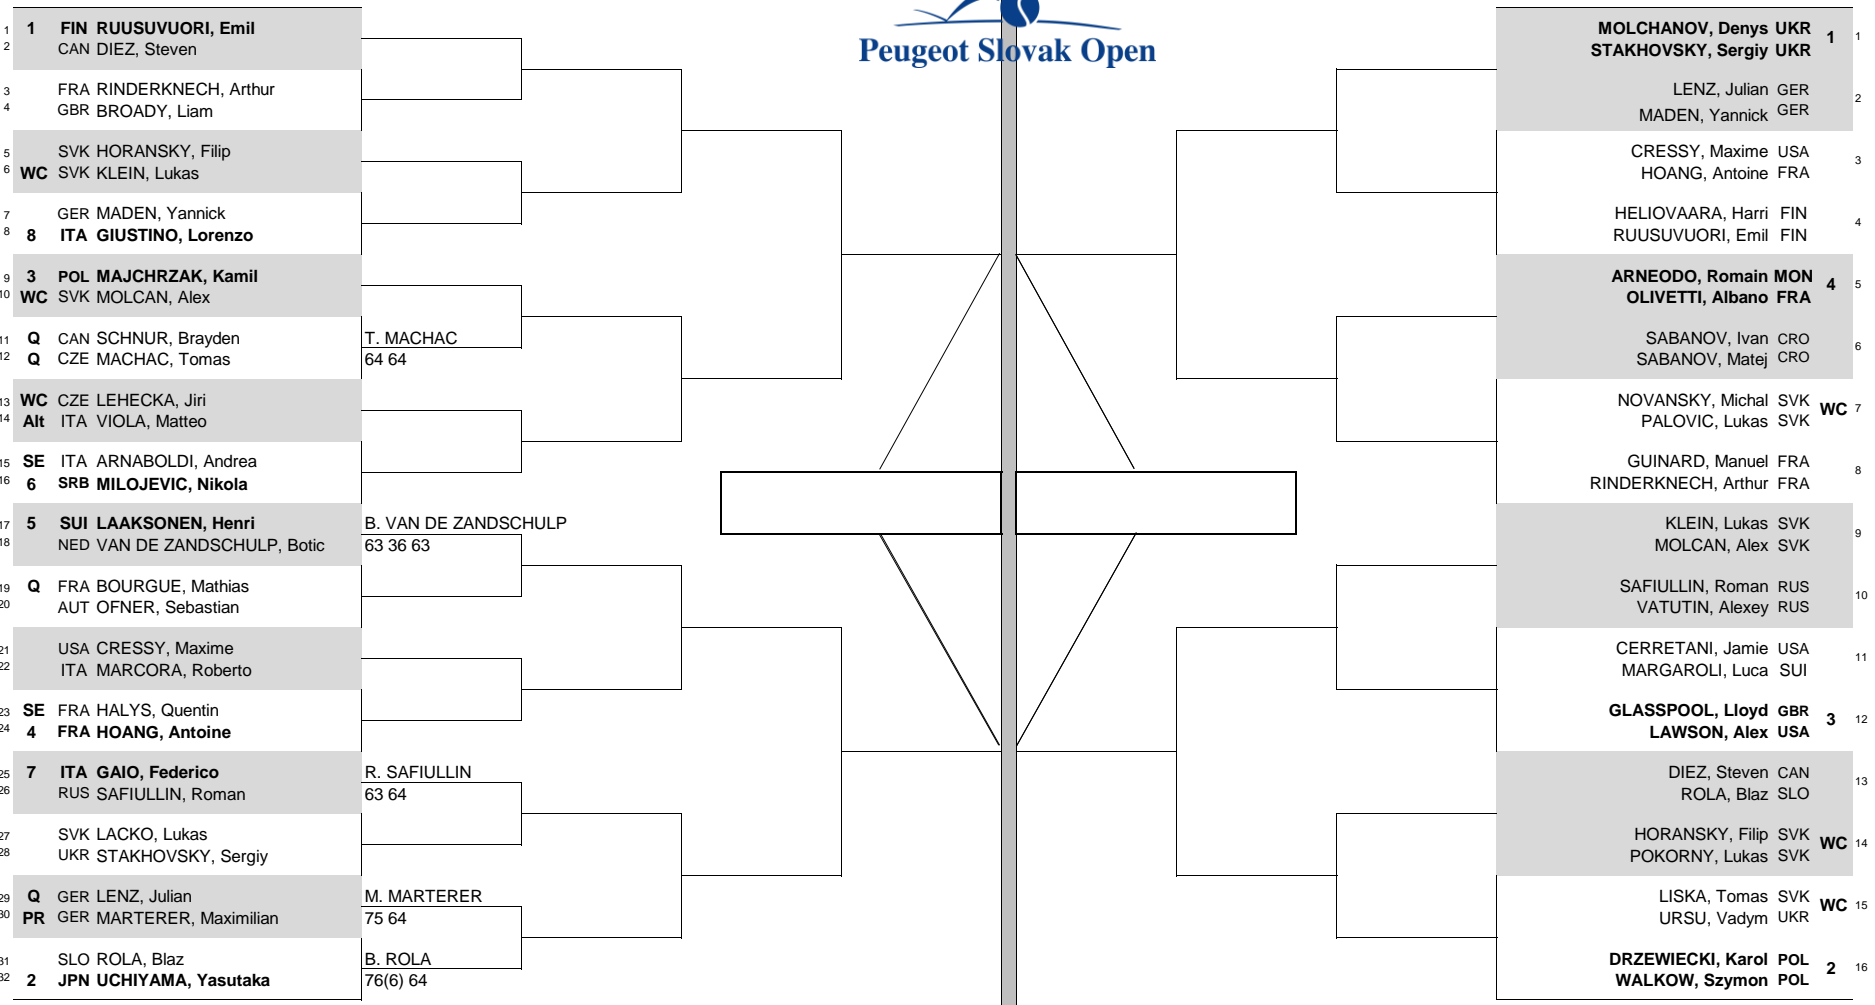 Peugeot Slovak Open
1 1 FIN RUUSUVUORI, Emil
2 CAN DIEZ, Steven
3 FRA RINDERKNECH, Arthur
4 GBR BROADY, Liam
5 SVK HORANSKY, Filip
6 WC SVK KLEIN, Lukas
7 GER MADEN, Yannick
8 8 ITA GIUSTINO, Lorenzo
9 3 POL MAJCHRZAK, Kamil
10 WC SVK MOLCAN, Alex
11 Q CAN SCHNUR, Brayden
12 Q CZE MACHAC, Tomas
T. MACHAC
64 64
13 WC CZE LEHECKA, Jiri
14 Alt ITA VIOLA, Matteo
15 SE ITA ARNABOLDI, Andrea
16 6 SRB MILOJEVIC, Nikola
17 5 SUI LAAKSONEN, Henri
18 NED VAN DE ZANDSCHULP, Botic
B. VAN DE ZANDSCHULP
63 36 63
19 Q FRA BOURGUE, Mathias
20 AUT OFNER, Sebastian
21 USA CRESSY, Maxime
22 ITA MARCORA, Roberto
23 SE FRA HALYS, Quentin
24 4 FRA HOANG, Antoine
25 7 ITA GAIO, Federico
26 RUS SAFIULLIN, Roman
R. SAFIULLIN
63 64
27 SVK LACKO, Lukas
28 UKR STAKHOVSKY, Sergiy
29 Q GER LENZ, Julian
30 PR GER MARTERER, Maximilian
M. MARTERER
75 64
31 SLO ROLA, Blaz
32 2 JPN UCHIYAMA, Yasutaka
B. ROLA
76(6) 64
MOLCHANOV, Denys UKR 1 1
STAKHOVSKY, Sergiy UKR
LENZ, Julian GER 2
MADEN, Yannick GER
CRESSY, Maxime USA 3
HOANG, Antoine FRA
HELIOVAARA, Harri FIN 4
RUUSUVUORI, Emil FIN
ARNEODO, Romain MON 4 5
OLIVETTI, Albano FRA
SABANOV, Ivan CRO 6
SABANOV, Matej CRO
NOVANSKY, Michal SVK WC 7
PALOVIC, Lukas SVK
GUINARD, Manuel FRA 8
RINDERKNECH, Arthur FRA
KLEIN, Lukas SVK 9
MOLCAN, Alex SVK
SAFIULLIN, Roman RUS 10
VATUTIN, Alexey RUS
CERRETANI, Jamie USA 11
MARGAROLI, Luca SUI
GLASSPOOL, Lloyd GBR 3 12
LAWSON, Alex USA
DIEZ, Steven CAN 13
ROLA, Blaz SLO
HORANSKY, Filip SVK WC 14
POKORNY, Lukas SVK
LISKA, Tomas SVK WC 15
URSU, Vadym UKR
DRZEWIECKI, Karol POL 2 16
WALKOW, Szymon POL